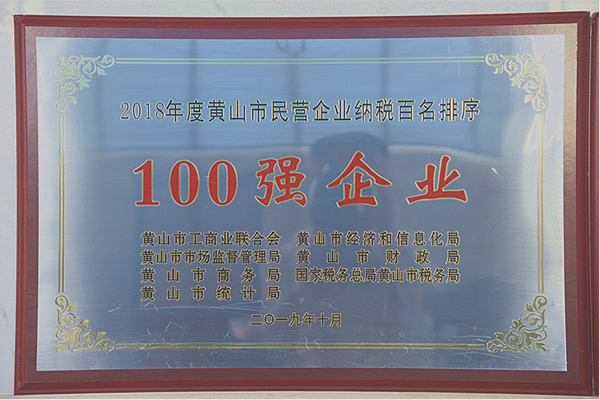 2018年度黄山市民营企业纳税百名排序
100强企业
黄山市工商业联合会 黄山市经济和信息化局
黄山市市场监督管理局 黄山市财政局
黄山市商务局 国家税务总局黄山市税务局
黄山市统计局
二〇一九年十月